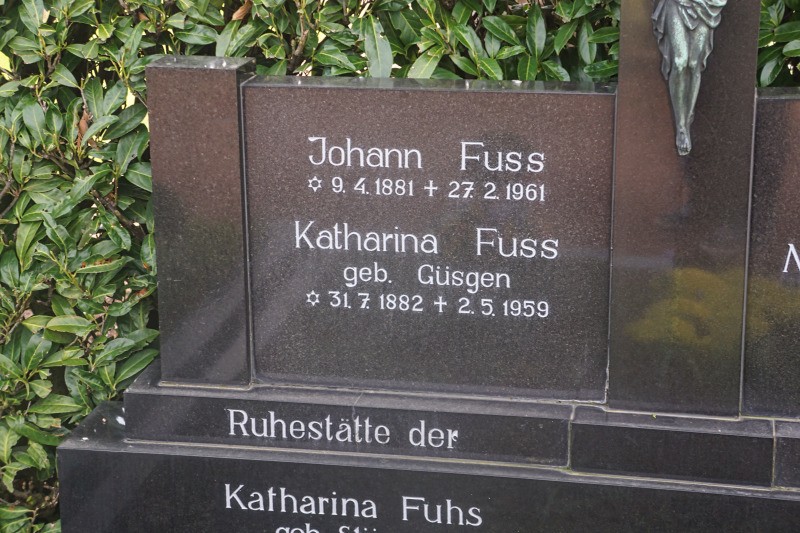 Johann Fuss
✡ 9. 4. 1881 ✝ 27. 2. 1961
Katharina Fuss
geb. Güsgen
✡ 31. 7. 1882 ✝ 2. 5. 1959
Ruhestätte der
Katharina Fuhs
geb.